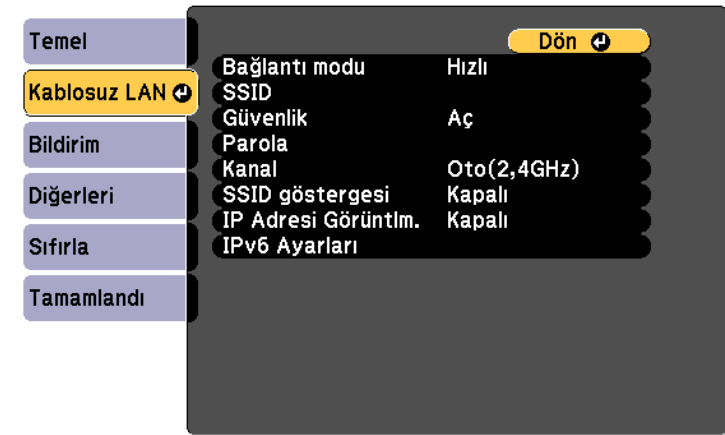 Temel
Kablosuz LAN
Bildirim
Diğerleri
Sıfırla
Tamamlandı
Dön
Bağlantı modu Hızlı
SSID
Güvenlik Aç
Parola
Kanal Oto(2,4GHz)
SSID göstergesi Kapalı
IP Adresi Görüntlm. Kapalı
IPv6 Ayarları